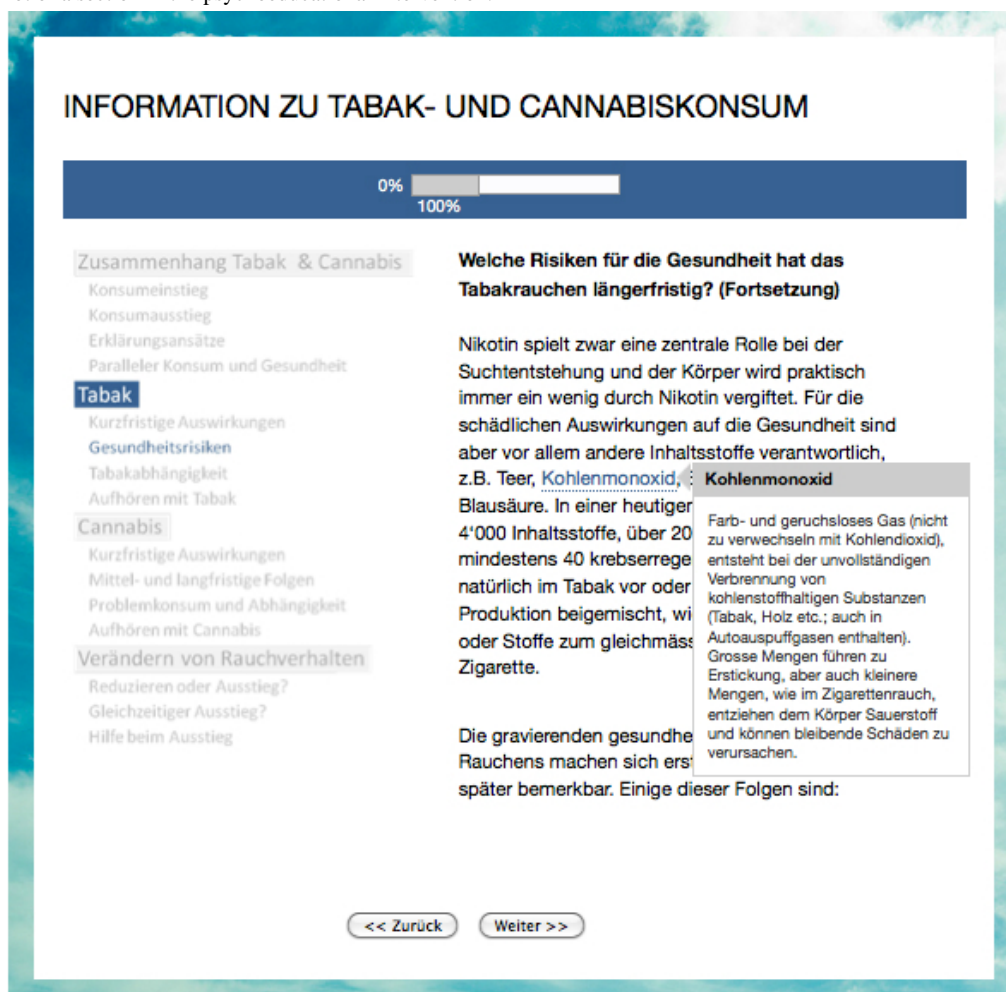 INFORMATION ZU TABAK- UND CANNABISKONSUM
0%
100%
Zusammenhang Tabak & Cannabis
Konsumeinstieg
Konsumausstieg
Erklärungsansätze
Paralleler Konsum und Gesundheit
Tabak
Kurzfristige Auswirkungen
Gesundheitsrisiken
Tabakabhängigkeit
Aufhören mit Tabak
Cannabis
Kurzfristige Auswirkungen
Mittel- und langfristige Folgen
Problemkonsum und Abhängigkeit
Aufhören mit Cannabis
Verändern von Rauchverhalten
Reduzieren oder Ausstieg?
Gleichzeitiger Ausstieg?
Hilfe beim Ausstieg
Welche Risiken für die Gesundheit hat das
Tabakrauchen längerfristig? (Fortsetzung)
Nikotin spielt zwar eine zentrale Rolle bei der
Suchtentstehung und der Körper wird praktisch
immer ein wenig durch Nikotin vergiftet. Für die
schädlichen Auswirkungen auf die Gesundheit sind
aber vor allem andere Inhaltsstoffe verantwortlich,
z.B. Teer, Kohlenmonoxid,
Blausäure. In einer heutigen
4'000 Inhaltsstoffe, über 20
mindestens 40 krebserrege
natürlich im Tabak vor oder
Produktion beigemischt, wi
oder Stoffe zum gleichmäss
Zigarette.
Die gravierenden gesundhe
Rauchens machen sich erst
später bemerkbar. Einige dieser Folgen sind:
Kohlenmonoxid
Farb- und geruchsloses Gas (nicht
zu verwechseln mit Kohlendioxid),
entsteht bei der unvollständigen
Verbrennung von
kohlenstoffhaltigen Substanzen
(Tabak, Holz etc.; auch in
Autoauspuffgasen enthalten).
Grosse Mengen führen zu
Erstickung, aber auch kleinere
Mengen, wie im Zigarettenrauch,
entziehen dem Körper Sauerstoff
und können bleibende Schäden zu
verursachen.
<< Zurück
Weiter >>